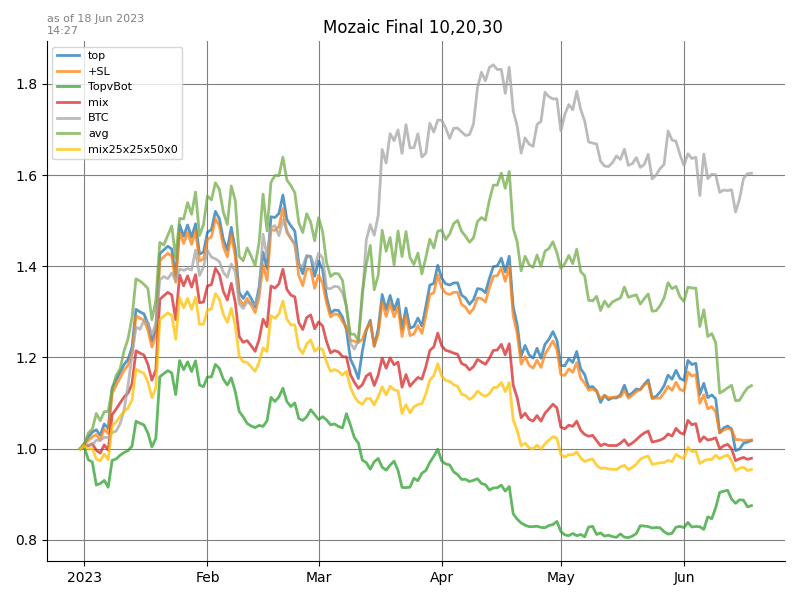 as of 18 Jun 2023
14:27
Mozaic Final 10,20,30
top
+SL
TopvBot
mix
BTC
avg
mix25x25x50x0
1.8
1.6
1.4
1.2
1.0
0.8
2023 Feb Mar Apr May Jun